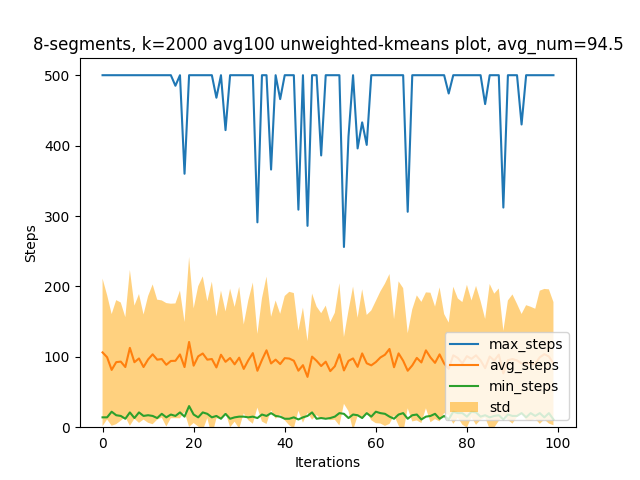 8-segments, k=2000 avg100 unweighted-kmeans plot, avg_num=94.5
500
400
300
200
100
0
Steps
0 20 40 60 80 100
Iterations
max_steps
avg_steps
min_steps
std